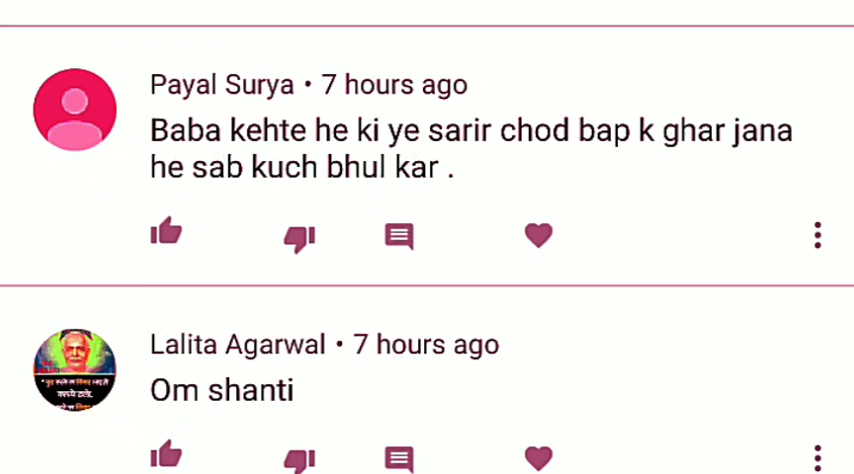 Payal Surya • 7 hours ago
Baba kehte he ki ye sarir chod bap k ghar jana
he sab kuch bhul kar .
Lalita Agarwal • 7 hours ago
Om shanti